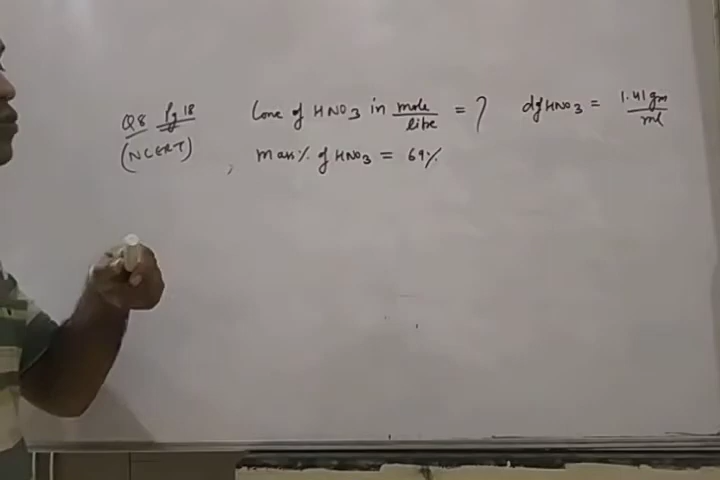 Q8 Pg 18
(NCERT)
Conc of HNO3 in mole/litre = ? d of HNO3 = 1.41 gm/ml
, mass% of HNO3 = 69%